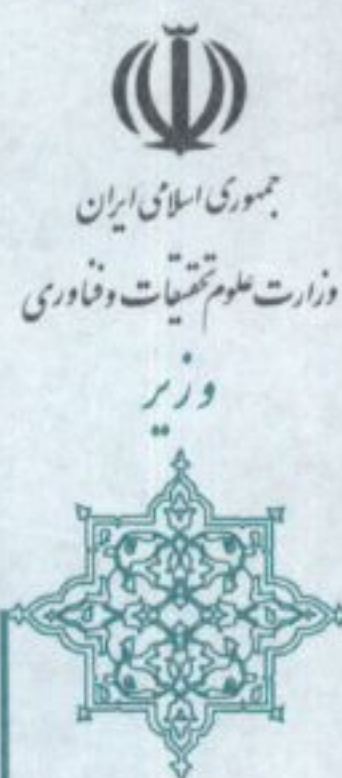 جمهوری اسلامی ایران
وزارت علوم تحقیقات و فناوری
وزیر